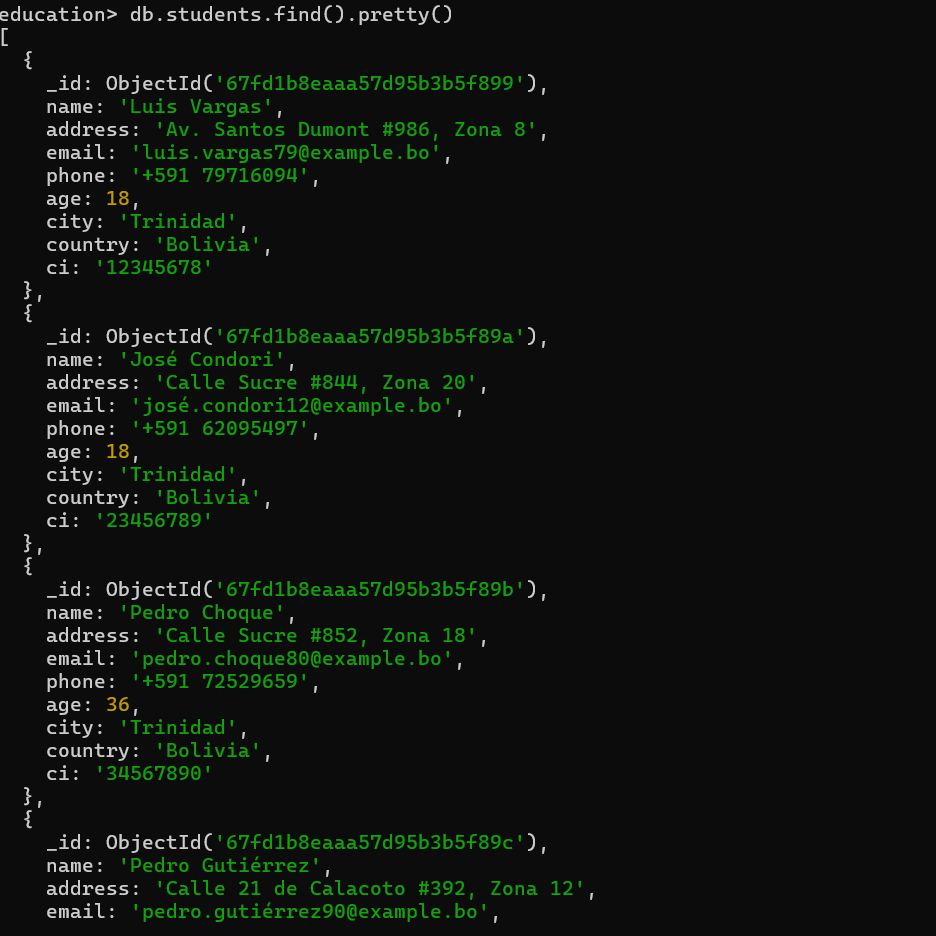 education> db.students.find().pretty()
[
  {
    _id: ObjectId('67fd1b8eaaa57d95b3b5f899'),
    name: 'Luis Vargas',
    address: 'Av. Santos Dumont #986, Zona 8',
    email: 'luis.vargas79@example.bo',
    phone: '+591 79716094',
    age: 18,
    city: 'Trinidad',
    country: 'Bolivia',
    ci: '12345678'
  },
  {
    _id: ObjectId('67fd1b8eaaa57d95b3b5f89a'),
    name: 'José Condori',
    address: 'Calle Sucre #844, Zona 20',
    email: 'josé.condori12@example.bo',
    phone: '+591 62095497',
    age: 18,
    city: 'Trinidad',
    country: 'Bolivia',
    ci: '23456789'
  },
  {
    _id: ObjectId('67fd1b8eaaa57d95b3b5f89b'),
    name: 'Pedro Choque',
    address: 'Calle Sucre #852, Zona 18',
    email: 'pedro.choque80@example.bo',
    phone: '+591 72529659',
    age: 36,
    city: 'Trinidad',
    country: 'Bolivia',
    ci: '34567890'
  },
  {
    _id: ObjectId('67fd1b8eaaa57d95b3b5f89c'),
    name: 'Pedro Gutiérrez',
    address: 'Calle 21 de Calacoto #392, Zona 12',
    email: 'pedro.gutiérrez90@example.bo',